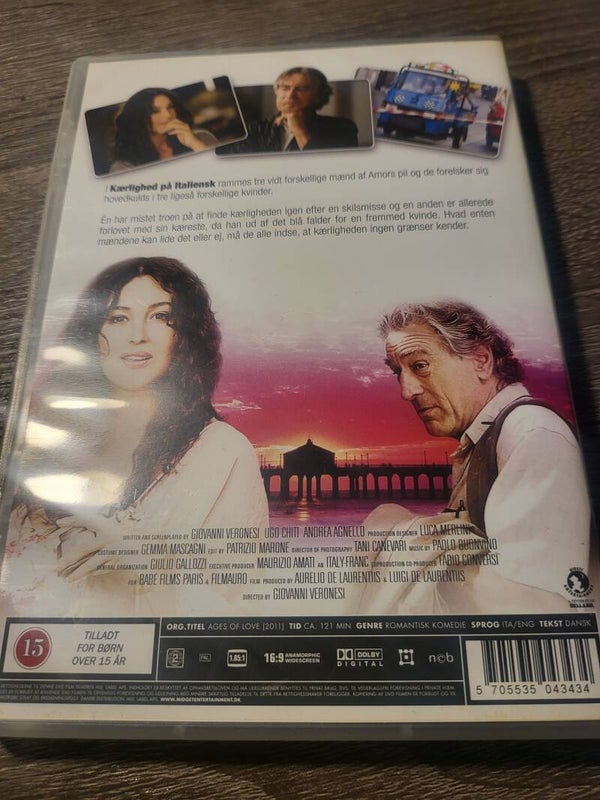 I Kærlighed på Italiensk rammes tre vidt forskellige mænd af Amors pil og de forelsker sig
hovedkulds i tre ligeså forskellige kvinder.
Én har mistet troen på at finde kærligheden igen efter en skilsmisse og en anden er allerede
forlovet med sin kæreste, da han ud af det blå falder for en fremmed kvinde. Hvad enten
mændene kan lide det eller ej, må de alle indse, at kærligheden ingen grænser kender.
WRITTEN AND SCREENPLAYED BY GIOVANNI VERONESI UGO CHITI ANDREA AGNELLO PRODUCTION DESIGNER LUCA MERLINI
COSTUME DESIGNER GEMMA MASCAGNI EDIT BY PATRIZIO MARONE DIRECTOR OF PHOTOGRAPHY TANI CANEVARI MUSIC BY PAOLO BUONVINO
GENERAL ORGANIZATION GIULIO GALLOZZI EXECUTIVE PRODUCER MAURIZIO AMATI AN ITALY-FRANC COPRODUCTION CO-PRODUCER FABIO CONVERSI
FOR BABE FILMS PARIS & FILMAURO FILM PRODUCED BY AURELIO DE LAURENTIIS & LUIGI DE LAURENTIIS
DIRECTED BY GIOVANNI VERONESI
ENTERTAINMENT
15
TILLADT
FOR BØRN
OVER 15 ÅR
ORG.TITEL AGES OF LOVE (2011) TID CA. 121 MIN GENRE ROMANTISK KOMEDIE SPROG ITA/ENG TEKST DANSK
2 PAL 1.85:1 16:9 ANAMORPHIC WIDESCREEN DOLBY DIGITAL ncb
5 705535 043434
WWW.MIDGETENTERTAINMENT.DK